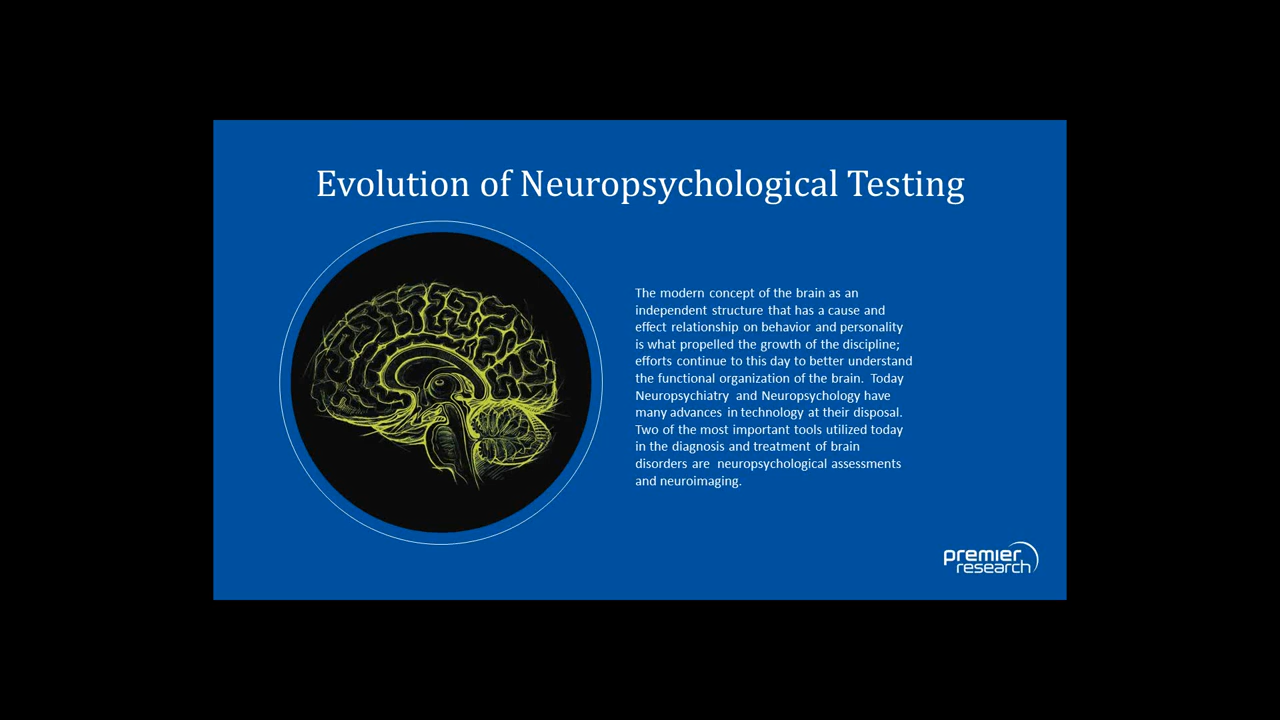 Evolution of Neuropsychological Testing
The modern concept of the brain as an
independent structure that has a cause and
effect relationship on behavior and personality
is what propelled the growth of the discipline;
efforts continue to this day to better understand
the functional organization of the brain.  Today
Neuropsychiatry  and Neuropsychology have
many advances in technology at their disposal.
Two of the most important tools utilized today
in the diagnosis and treatment of brain
disorders are  neuropsychological assessments
and neuroimaging.
premier
research